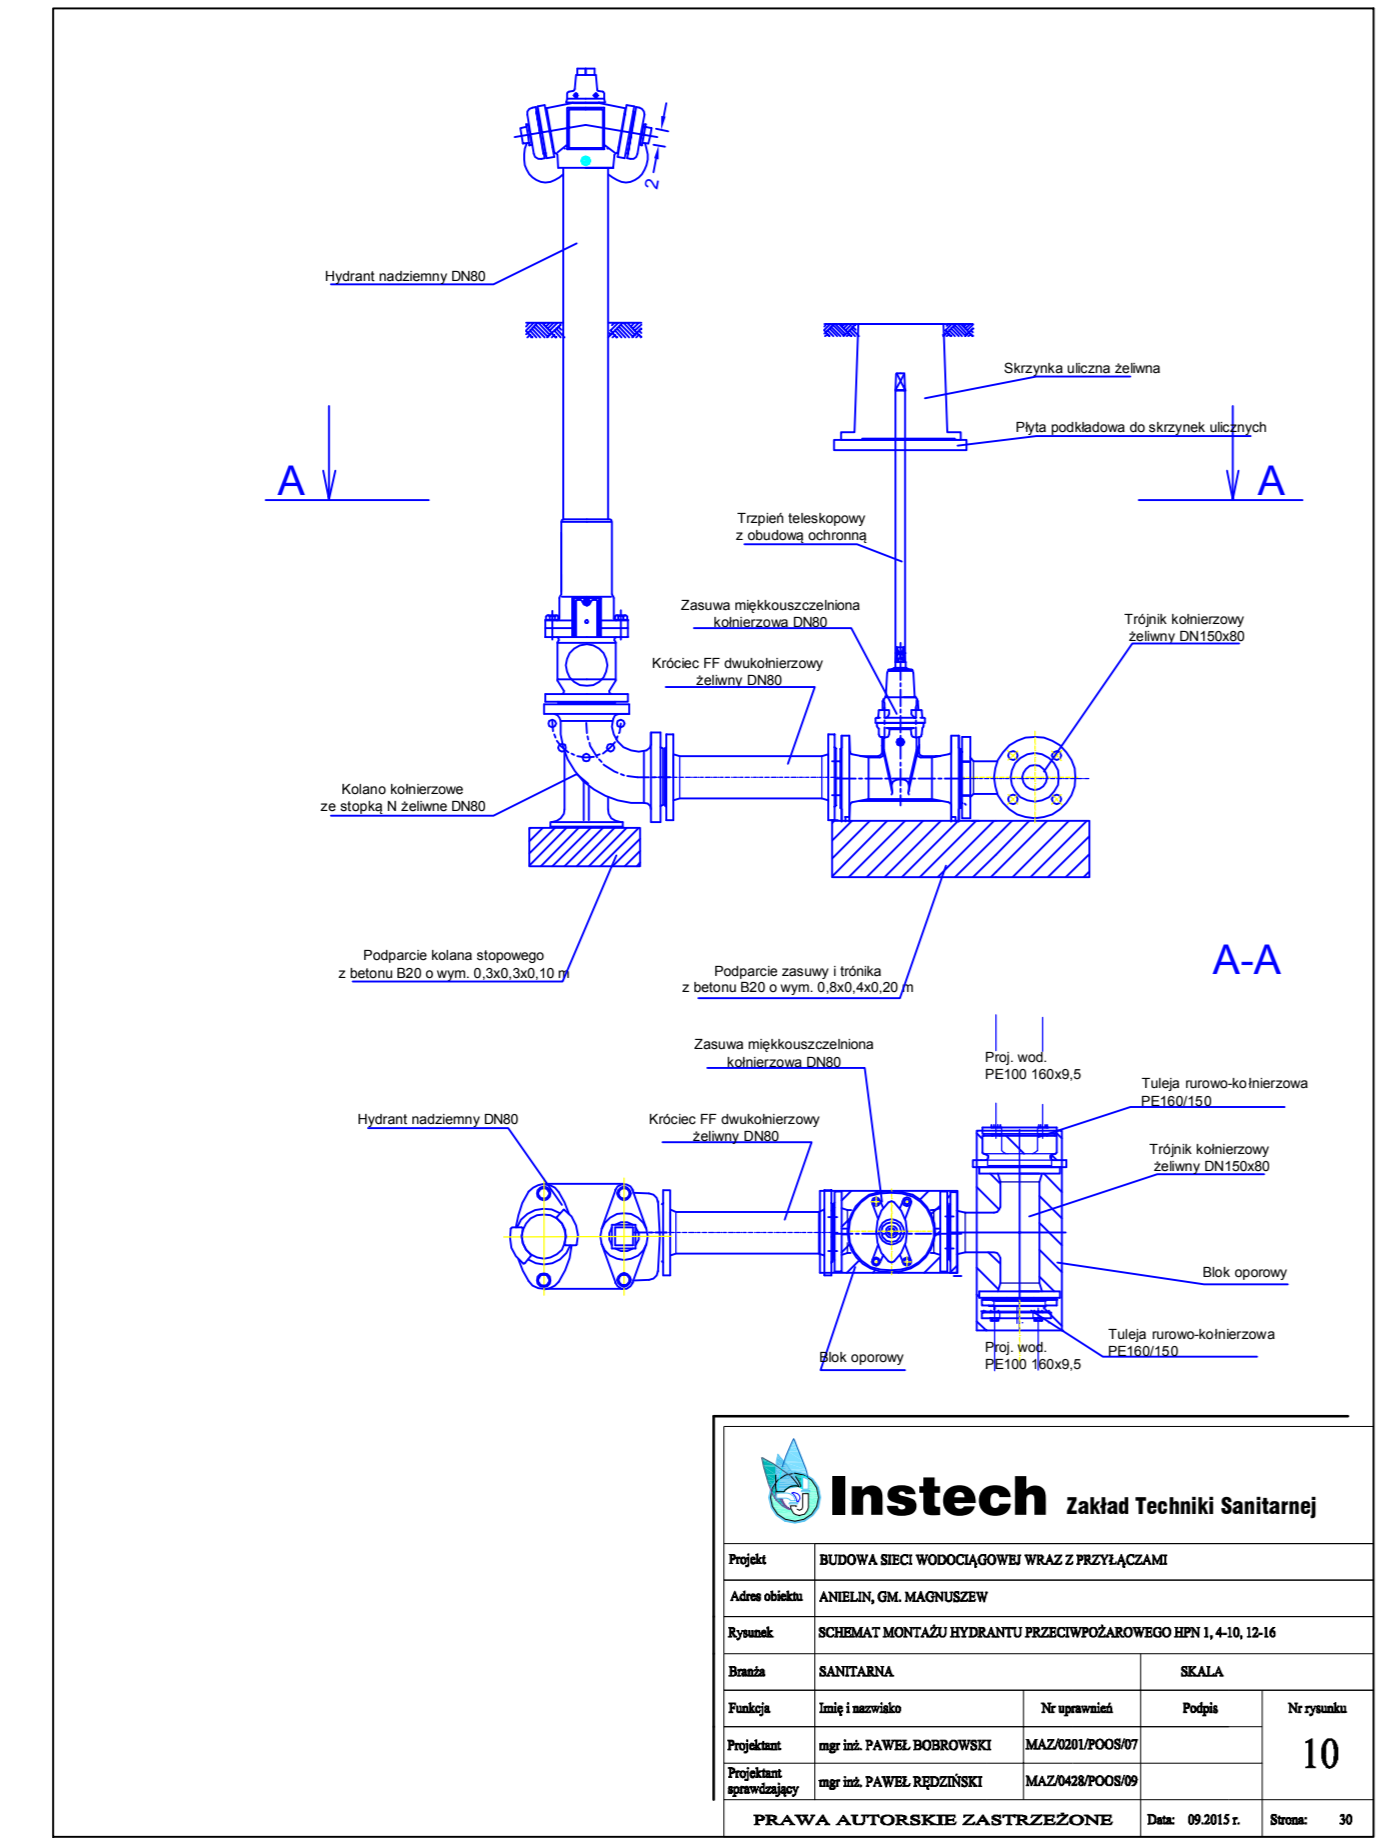 2
Hydrant nadziemny DN80
Skrzynka uliczna żeliwna
Płyta podkładowa do skrzynek ulicznych
A
A
Trzpień teleskopowy
z obudową ochronną
Zasuwa miękkouszczelniona
kołnierzowa DN80
Trójnik kołnierzowy
żeliwny DN150x80
Króciec FF dwukołnierzowy
żeliwny DN80
Kolano kołnierzowe
ze stopką N żeliwne DN80
Podparcie kolana stopowego
z betonu B20 o wym. 0,3x0,3x0,10 m
Podparcie zasuwy i trónika
z betonu B20 o wym. 0,8x0,4x0,20 m
A-A
Zasuwa miękkouszczelniona
kołnierzowa DN80
Proj. wod.
PE100 160x9,5
Tuleja rurowo-kołnierzowa
PE160/150
Hydrant nadziemny DN80
Króciec FF dwukołnierzowy
żeliwny DN80
Trójnik kołnierzowy
żeliwny DN150x80
Blok oporowy
Tuleja rurowo-kołnierzowa
PE160/150
Proj. wod.
PE100 160x9,5
Blok oporowy
Instech Zakład Techniki Sanitarnej
Projekt BUDOWA SIECI WODOCIĄGOWEJ WRAZ Z PRZYŁĄCZAMI
Adres obiektu ANIELIN, GM. MAGNUSZEW
Rysunek SCHEMAT MONTAŻU HYDRANTU PRZECIWPOŻAROWEGO HPN 1, 4-10, 12-16
Branża SANITARNA SKALA
Funkcja Imię i nazwisko Nr uprawnień Podpis Nr rysunku
Projektant mgr inż. PAWEŁ BOBROWSKI MAZ/0201/POOS/07
10
Projektant
sprawdzający mgr inż. PAWEŁ RĘDZIŃSKI MAZ/0428/POOS/09
PRAWA AUTORSKIE ZASTRZEŻONE Data: 09.2015 r. Strona: 30